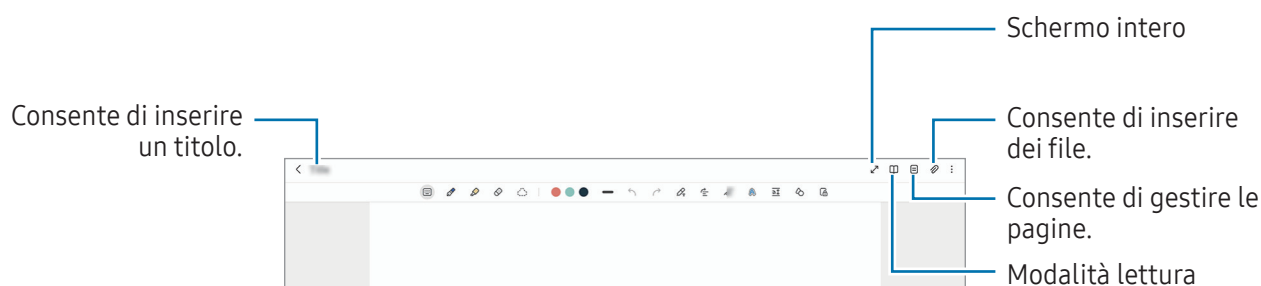 Schermo intero
Consente di inserire
un titolo.
Consente di inserire
dei file.
Consente di gestire le
pagine.
Modalità lettura